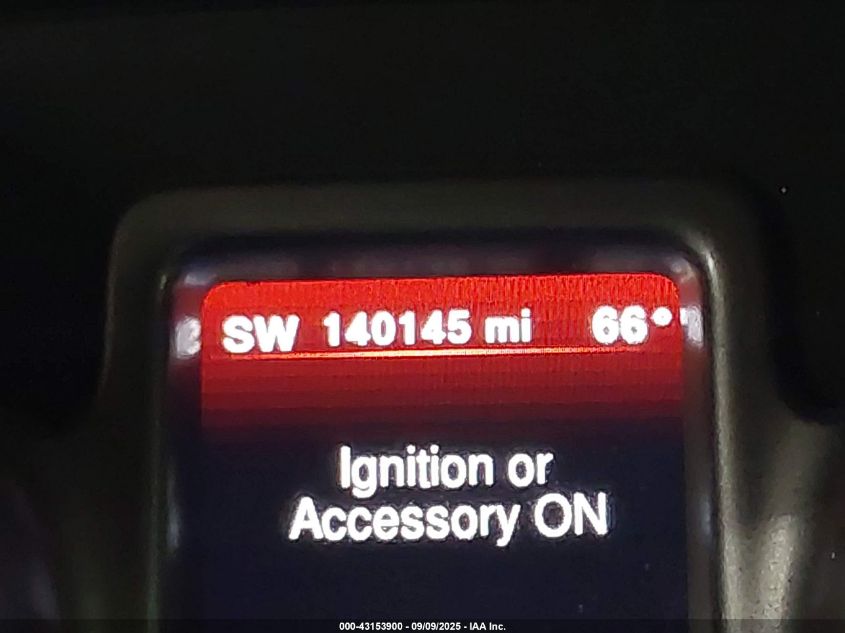 SW 140145 mi 66°
Ignition or
Accessory ON
000-43153900 - 09/09/2025 - IAA Inc.